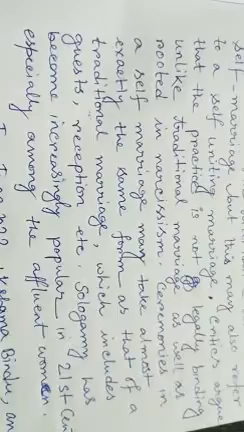 self-marriage but this may also refer
to a self uniting marriage, critics argue
that the practice is not legally binding
unlike traditional marriage as well as
rooted in narcissism. Ceremonies in
a self marriage may take almost
exactly the same form as that of a
traditional marriage, which includes
guests, reception etc. Sologamy has
become increasingly popular in 21st Cen
especially among the affluent women.
Kshama Bindu, an